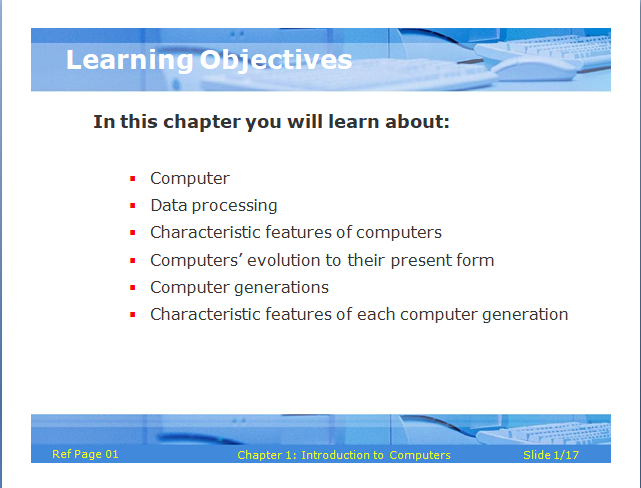 Learning Objectives
In this chapter you will learn about:
▪ Computer
▪ Data processing
▪ Characteristic features of computers
▪ Computers’ evolution to their present form
▪ Computer generations
▪ Characteristic features of each computer generation
Ref Page 01 Chapter 1: Introduction to Computers Slide 1/17